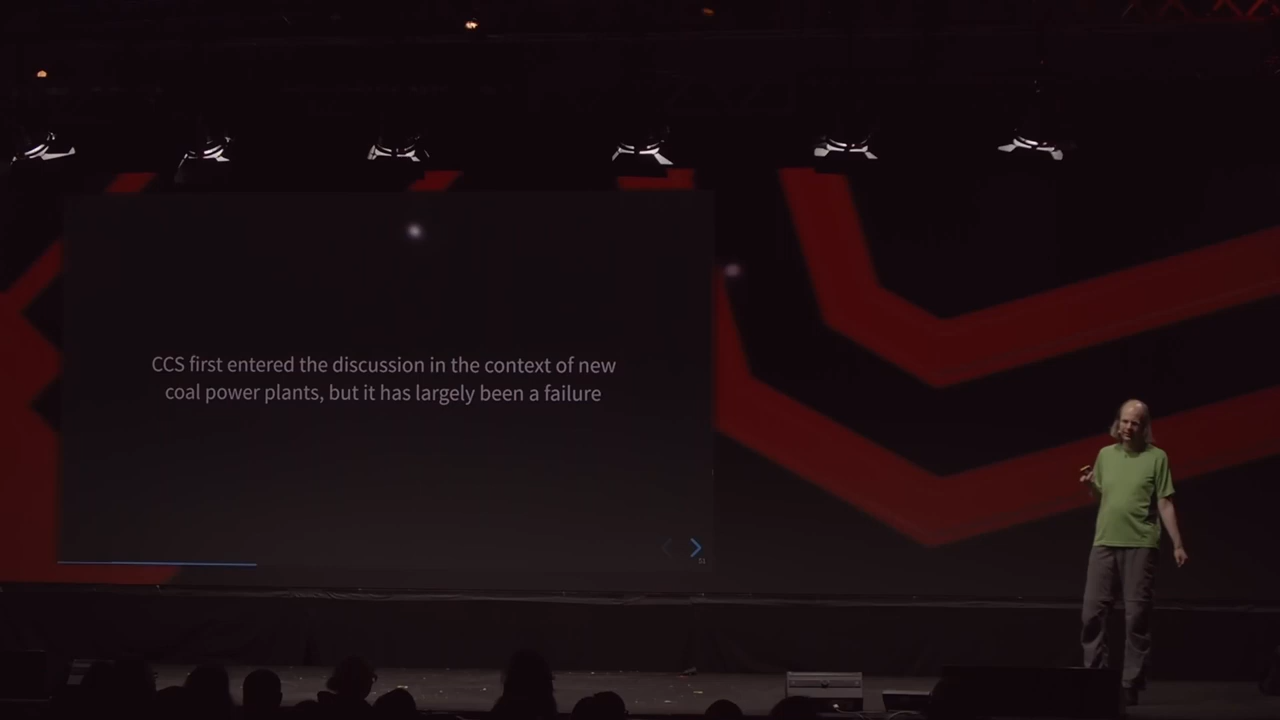 CCS first entered the discussion in the context of new
coal power plants, but it has largely been a failure